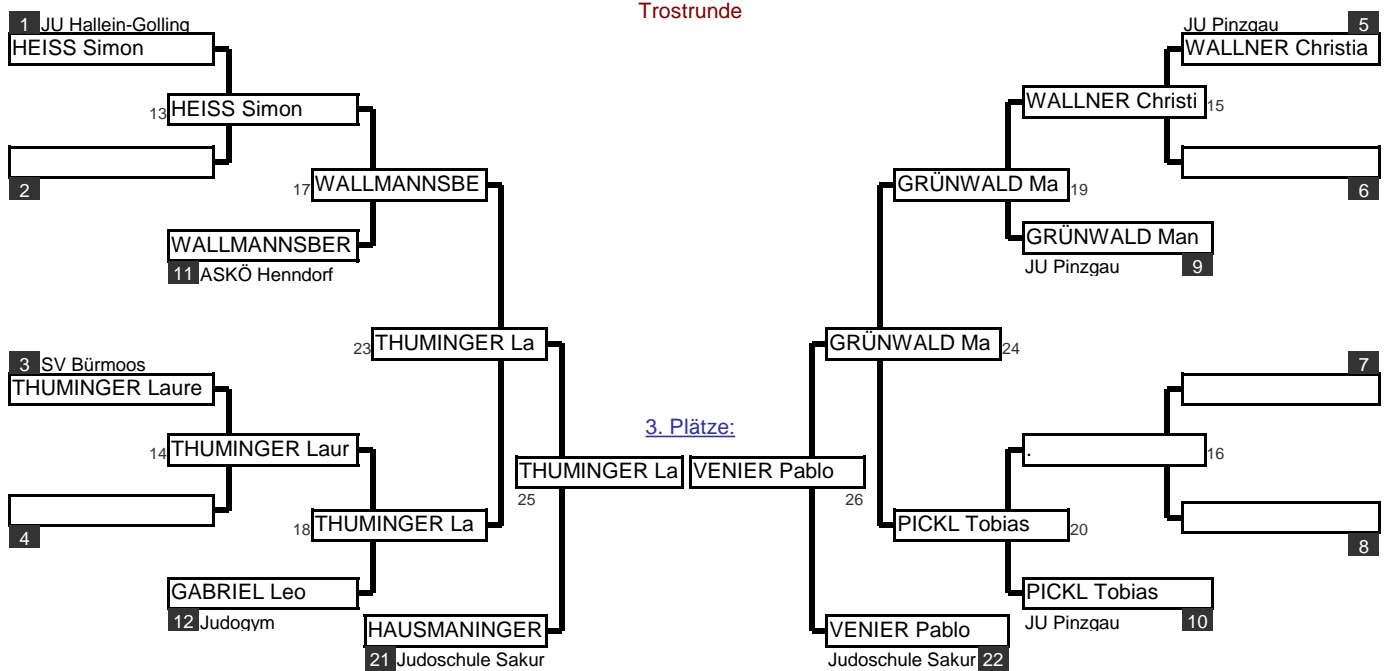 Trostrunde
1 JU Hallein-Golling
HEISS Simon
13 HEISS Simon
2
17 WALLMANNSBE
WALLMANNSBER
11 ASKÖ Henndorf
23 THUMINGER La
3 SV Bürmoos
THUMINGER Laure
14 THUMINGER Laur
4
18 THUMINGER La
GABRIEL Leo
12 Judogym
HAUSMANINGER
21 Judoschule Sakur
3. Plätze:
THUMINGER La
25
VENIER Pablo
26
JU Pinzgau 5
WALLNER Christia
WALLNER Christi 15
6
GRÜNWALD Ma 19
GRÜNWALD Man
JU Pinzgau 9
GRÜNWALD Ma 24
7
. 16
8
PICKL Tobias 20
PICKL Tobias
JU Pinzgau 10
VENIER Pablo
Judoschule Sakur 22